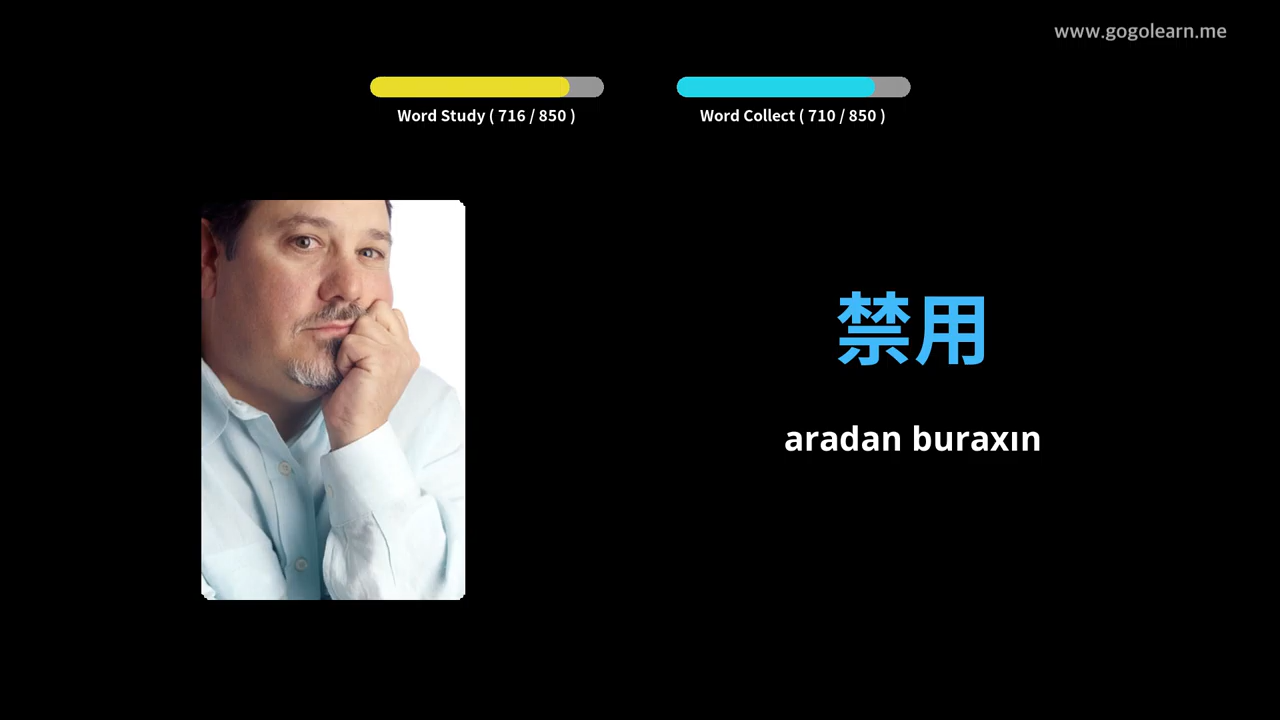 www.gogolearn.me
Word Study ( 716 / 850 )
Word Collect ( 710 / 850 )
禁用
aradan buraxın